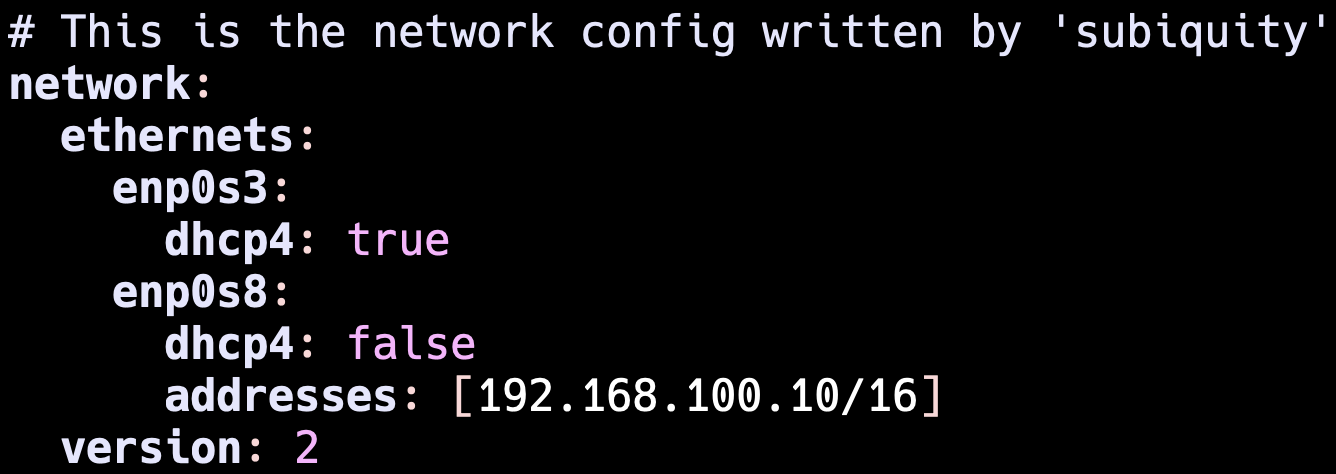 # This is the network config written by 'subiquity'
network:
  ethernets:
    enp0s3:
      dhcp4: true
    enp0s8:
      dhcp4: false
      addresses: [192.168.100.10/16]
  version: 2